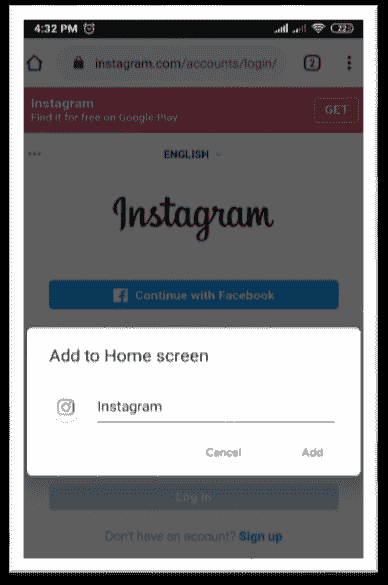 4:32 PM
22
instagram.com/accounts/login/
2
Instagram
Find it for free on Google Play
GET
ENGLISH
Instagram
Continue with Facebook
Add to Home screen
Instagram
Cancel
Add
Log In
Don't have an account? Sign up